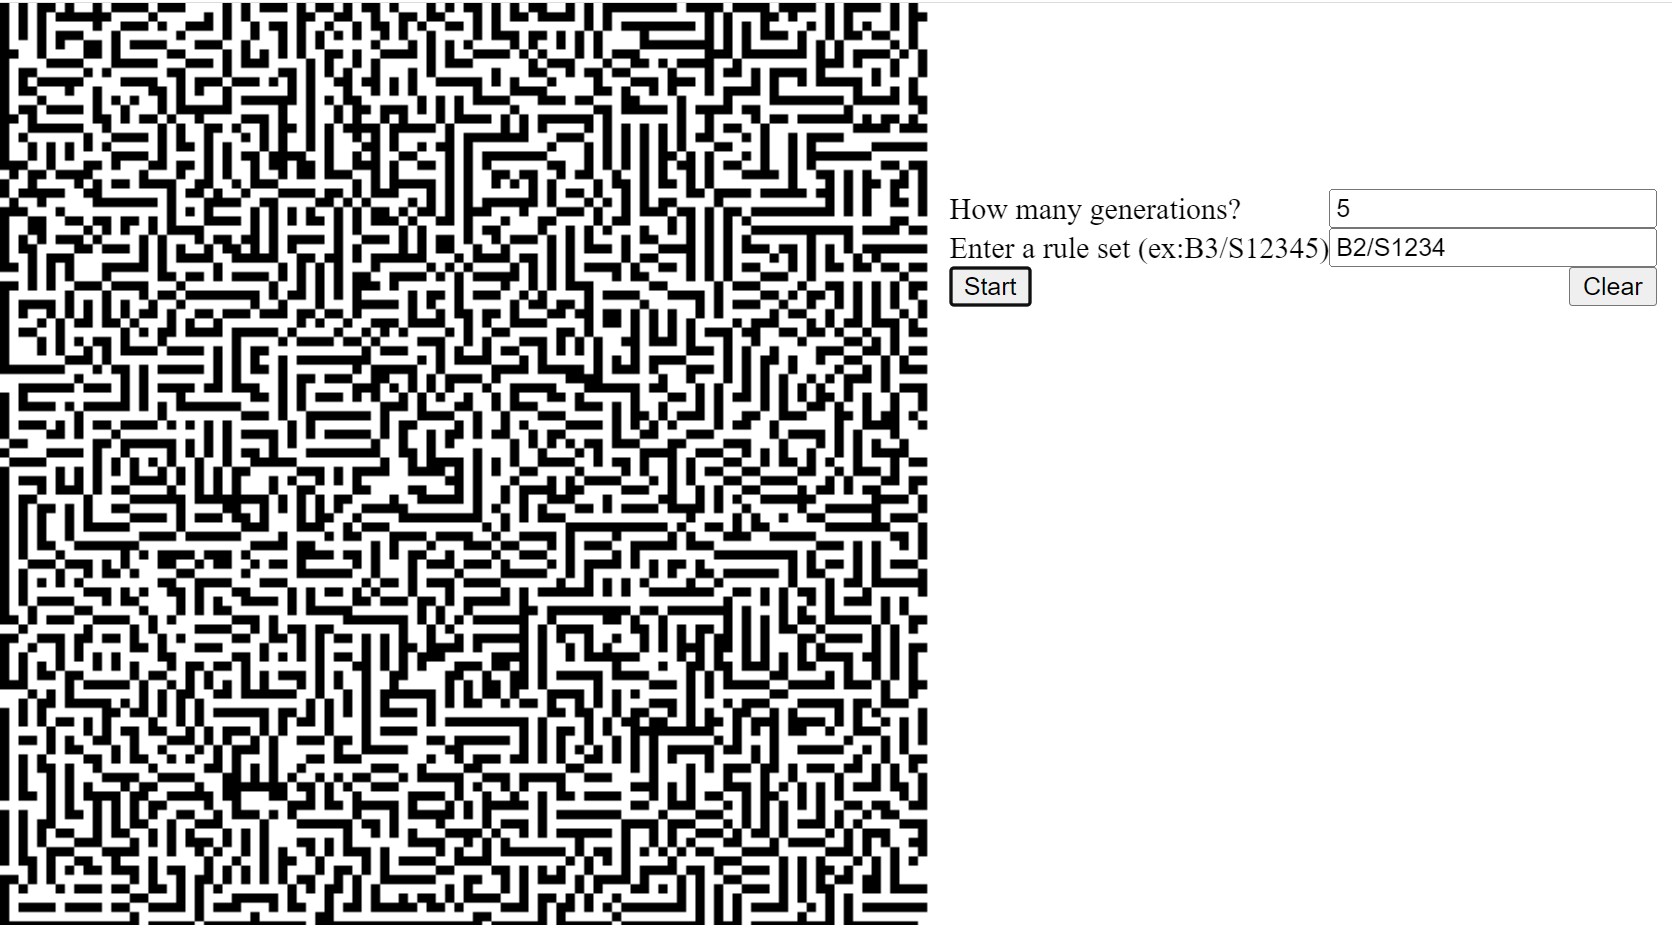 How many generations? 5
Enter a rule set (ex:B3/S12345) B2/S1234
Start Clear